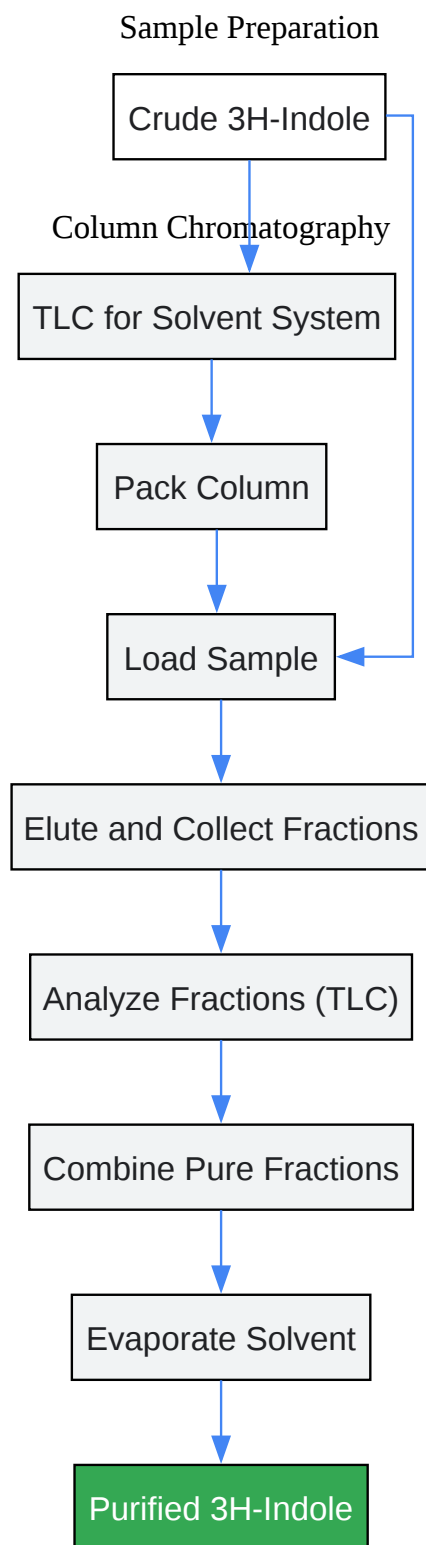 Sample Preparation
Crude 3H-Indole
Column Chromatography
TLC for Solvent System
Pack Column
Load Sample
Elute and Collect Fractions
Analyze Fractions (TLC)
Combine Pure Fractions
Evaporate Solvent
Purified 3H-Indole